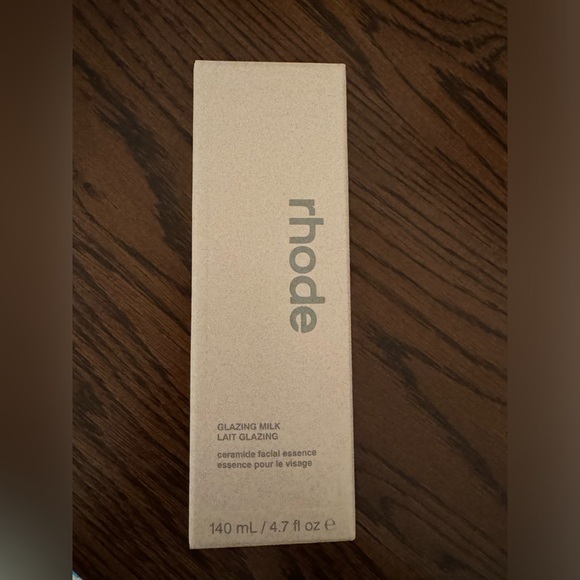 rhode
GLAZING MILK
LAIT GLAZING
ceramide facial essence
essence pour le visage
140 mL / 4.7 fl oz ℮